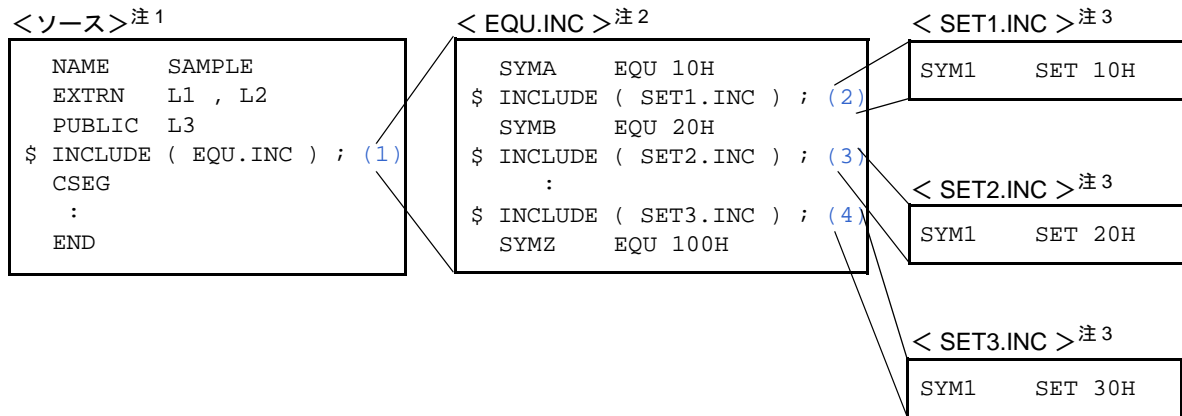 ＜ソース＞注1
NAME SAMPLE
EXTRN L1 , L2
PUBLIC L3
$ INCLUDE ( EQU.INC ) ; (1)
CSEG
:
END
＜ EQU.INC ＞注2
SYMA EQU 10H
$ INCLUDE ( SET1.INC ) ; (2)
SYMB EQU 20H
$ INCLUDE ( SET2.INC ) ; (3)
:
$ INCLUDE ( SET3.INC ) ; (4)
SYMZ EQU 100H
＜ SET1.INC ＞注3
SYM1 SET 10H
＜ SET2.INC ＞注3
SYM1 SET 20H
＜ SET3.INC ＞注3
SYM1 SET 30H